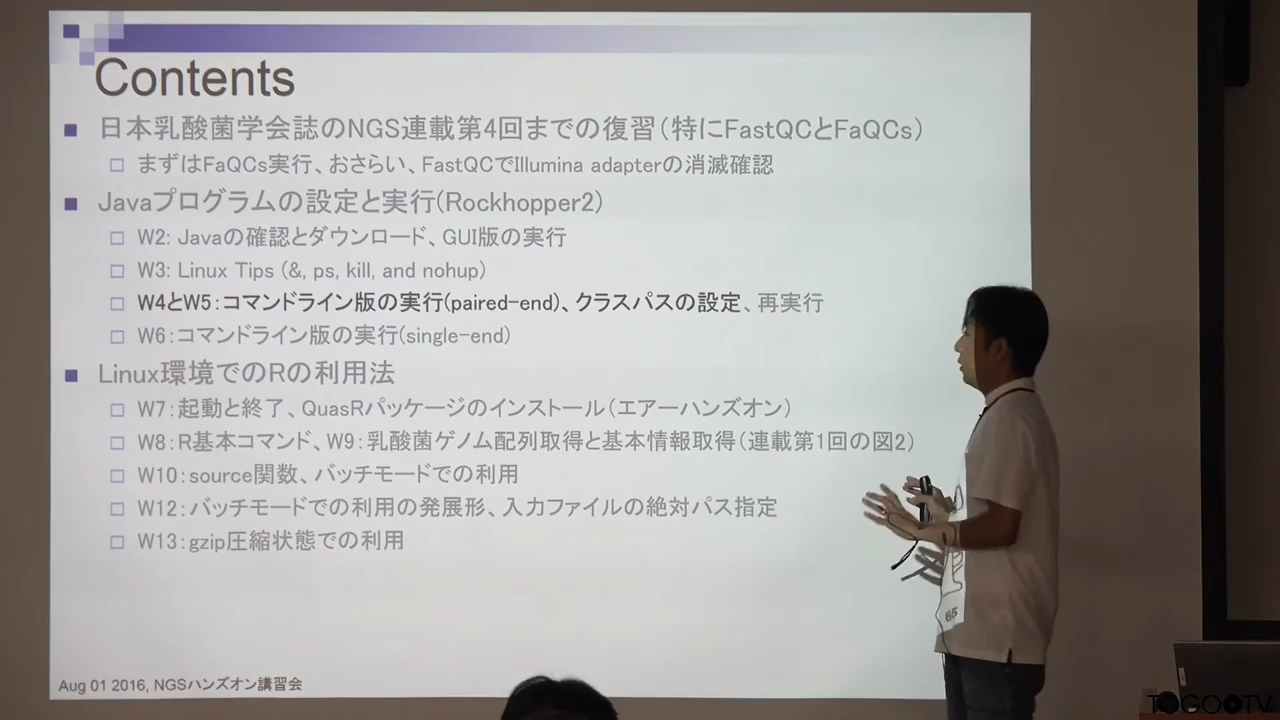 Contents
日本乳酸菌学会誌のNGS連載第4回までの復習（特にFastQCとFaQCs）
まずはFaQCs実行、おさらい、FastQCでIllumina adapterの消滅確認
Javaプログラムの設定と実行(Rockhopper2)
W2: Javaの確認とダウンロード、GUI版の実行
W3: Linux Tips (&, ps, kill, and nohup)
W4とW5：コマンドライン版の実行(paired-end)、クラスパスの設定、再実行
W6：コマンドライン版の実行(single-end)
Linux環境でのRの利用法
W7：起動と終了、QuasRパッケージのインストール（エアーハンズオン）
W8：R基本コマンド、W9：乳酸菌ゲノム配列取得と基本情報取得（連載第1回の図2）
W10：source関数、バッチモードでの利用
W12：バッチモードでの利用の発展形、入力ファイルの絶対パス指定
W13：gzip圧縮状態での利用
Aug 01 2016, NGSハンズオン講習会
65
TOGOTV